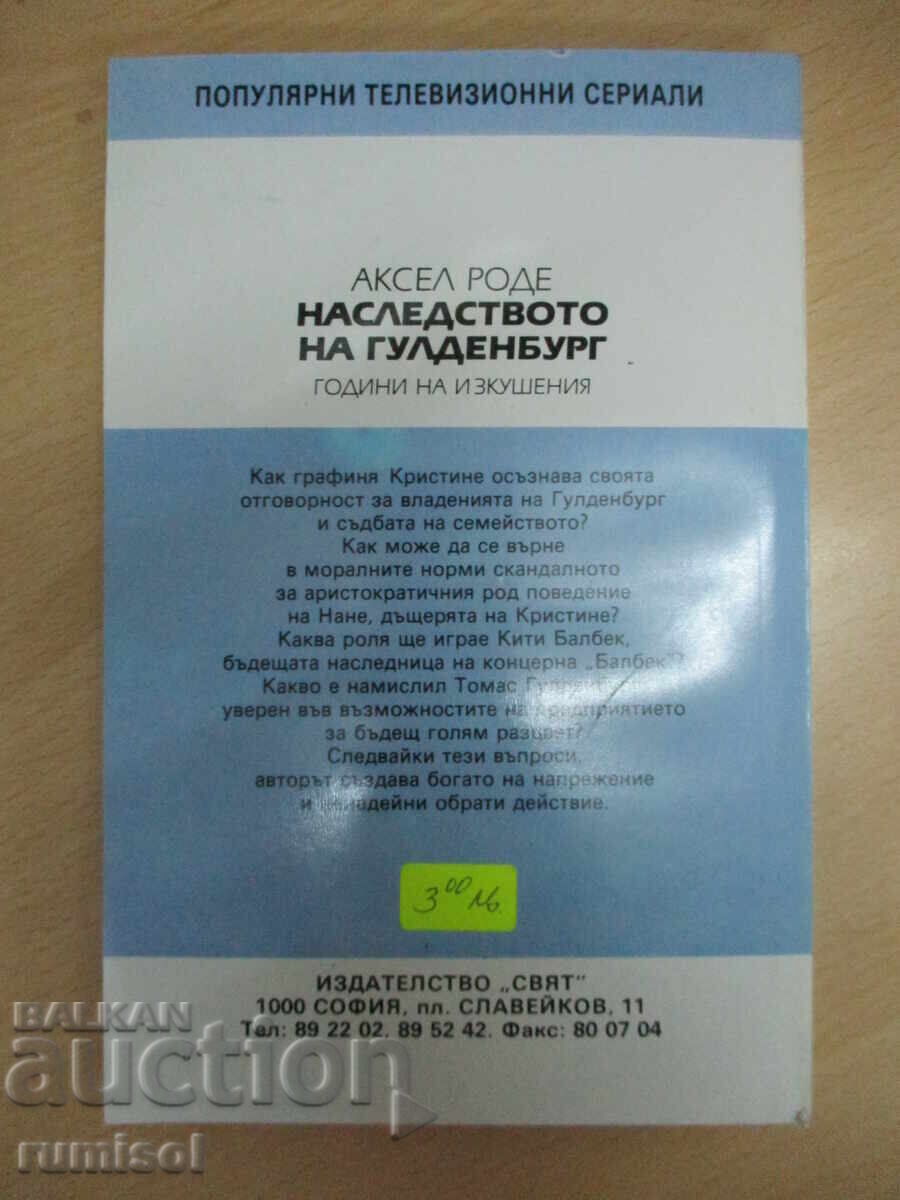 ПОПУЛЯРНИ ТЕЛЕВИЗИОННИ СЕРИАЛИ
АКСЕЛ РОДЕ
НАСЛЕДСТВОТО
НА ГУЛДЕНБУРГ
ГОДИНИ НА ИЗКУШЕНИЯ
Как графиня Кристине осъзнава своята
отговорност за владенията на Гулденбург
и съдбата на семейството?
Как може да се върне
в моралните норми скандалното
за аристократичния род поведение
на Нане, дъщерята на Кристине?
Каква роля ще играе Кити Балбек,
бъдещата наследница на концерна „Балбек"?
Какво е намислил Томас
уверен във възможностите на предприятието
за бъдещ голям разцвет?
Следвайки тези въпроси,
авторът създава богато на напрежение
и ненадейни обрати действие.
3⁰⁰ лв.
ИЗДАТЕЛСТВО „СВЯТ"
1000 СОФИЯ, пл. СЛАВЕЙКОВ, 11
Тел: 89 22 02. 89 52 42. Факс: 80 07 04
BALKAN
auction
rumisol